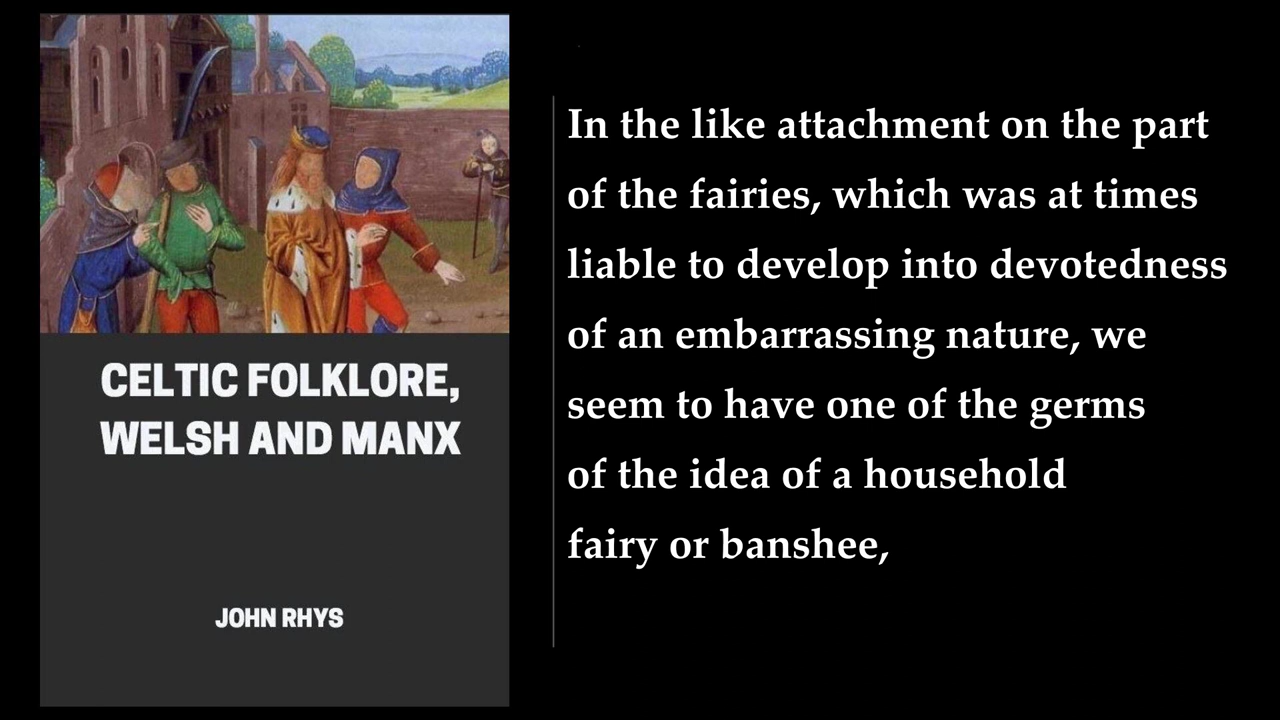 CELTIC FOLKLORE,
WELSH AND MANX
JOHN RHYS
In the like attachment on the part
of the fairies, which was at times
liable to develop into devotedness
of an embarrassing nature, we
seem to have one of the germs
of the idea of a household
fairy or banshee,